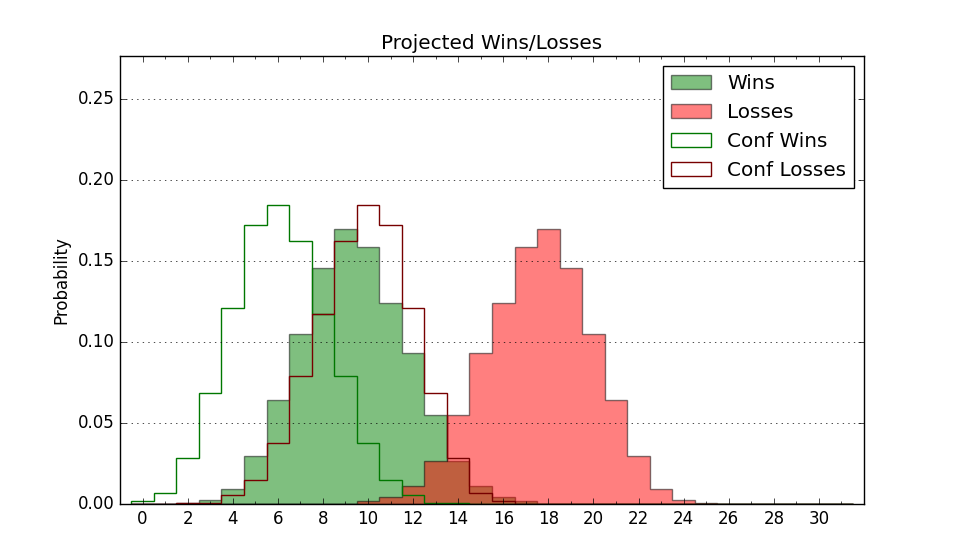 Projected Wins/Losses
Wins
Losses
Conf Wins
Conf Losses
Probability
0.25
0.20
0.15
0.10
0.05
0.00
0 2 4 6 8 10 12 14 16 18 20 22 24 26 28 30